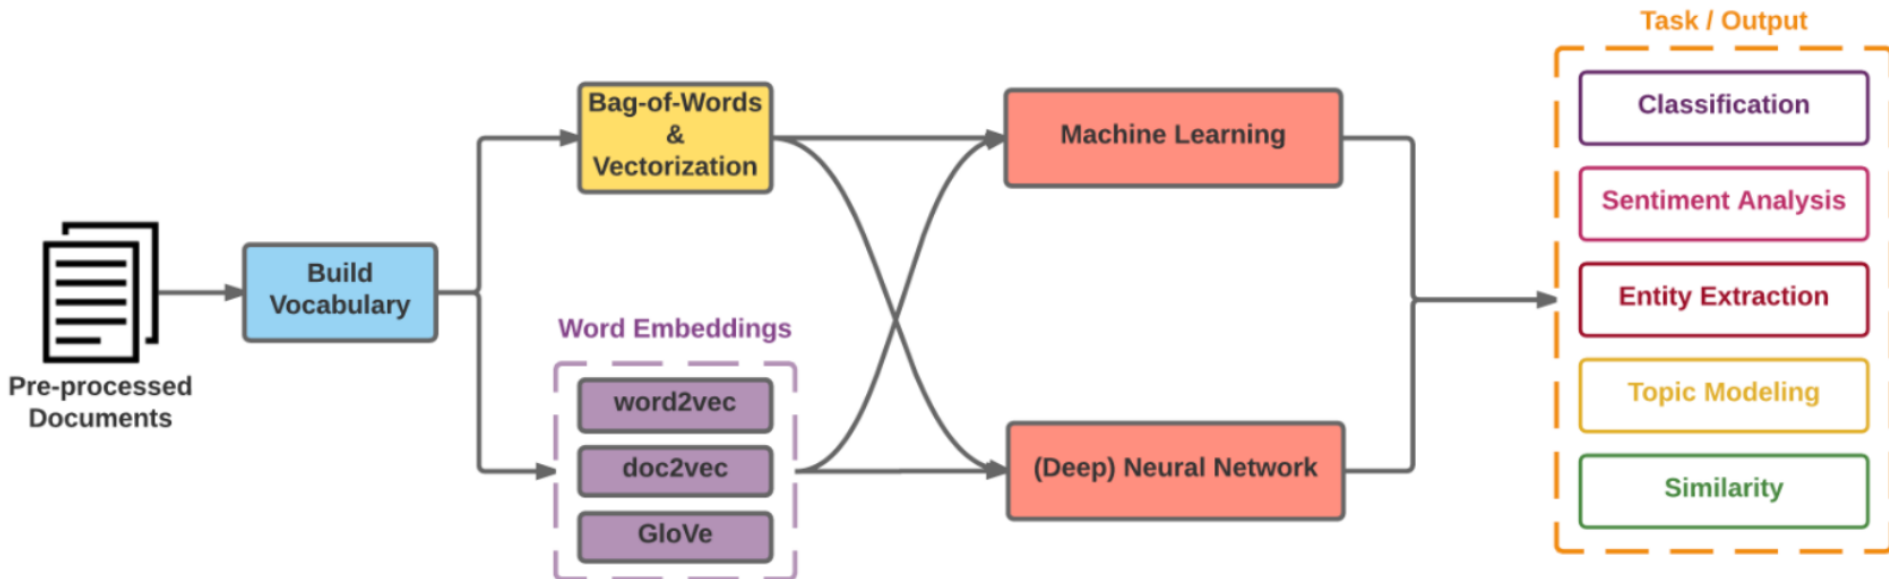 Pre-processed
Documents
Build
Vocabulary
Bag-of-Words
&
Vectorization
Word Embeddings
word2vec
doc2vec
GloVe
Machine Learning
(Deep) Neural Network
Task / Output
Classification
Sentiment Analysis
Entity Extraction
Topic Modeling
Similarity